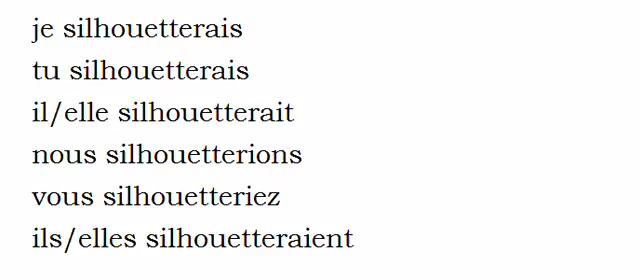 je silhouetterais
tu silhouetterais
il/elle silhouetterait
nous silhouetterions
vous silhouetteriez
ils/elles silhouetteraient